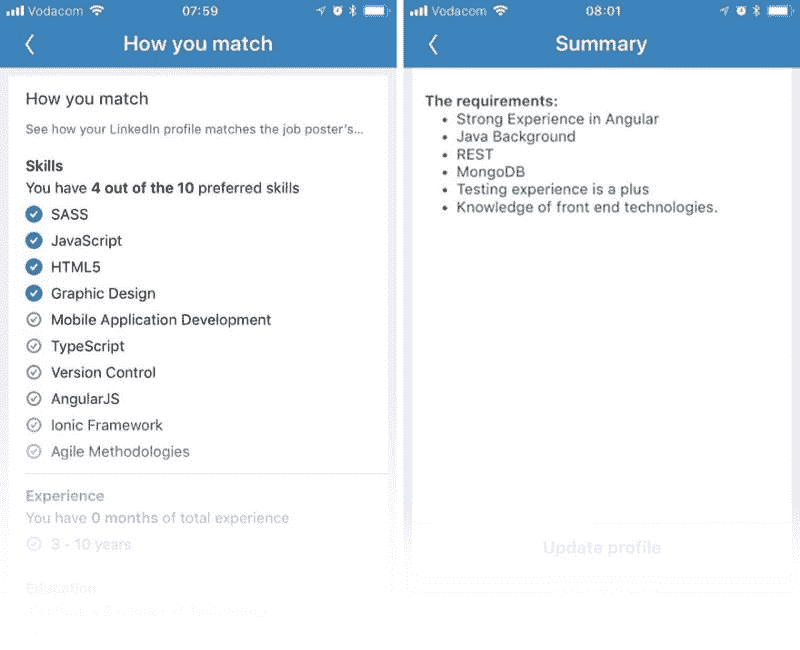 Vodacom 07:59
How you match
How you match
See how your LinkedIn profile matches the job poster's...
Skills
You have 4 out of the 10 preferred skills
SASS
JavaScript
HTML5
Graphic Design
Mobile Application Development
TypeScript
Version Control
AngularJS
Ionic Framework
Agile Methodologies
Experience
You have 0 months of total experience
3 - 10 years
Education
Vodacom 08:01
Summary
The requirements:
• Strong Experience in Angular
• Java Background
• REST
• MongoDB
• Testing experience is a plus
• Knowledge of front end technologies.
Update profile